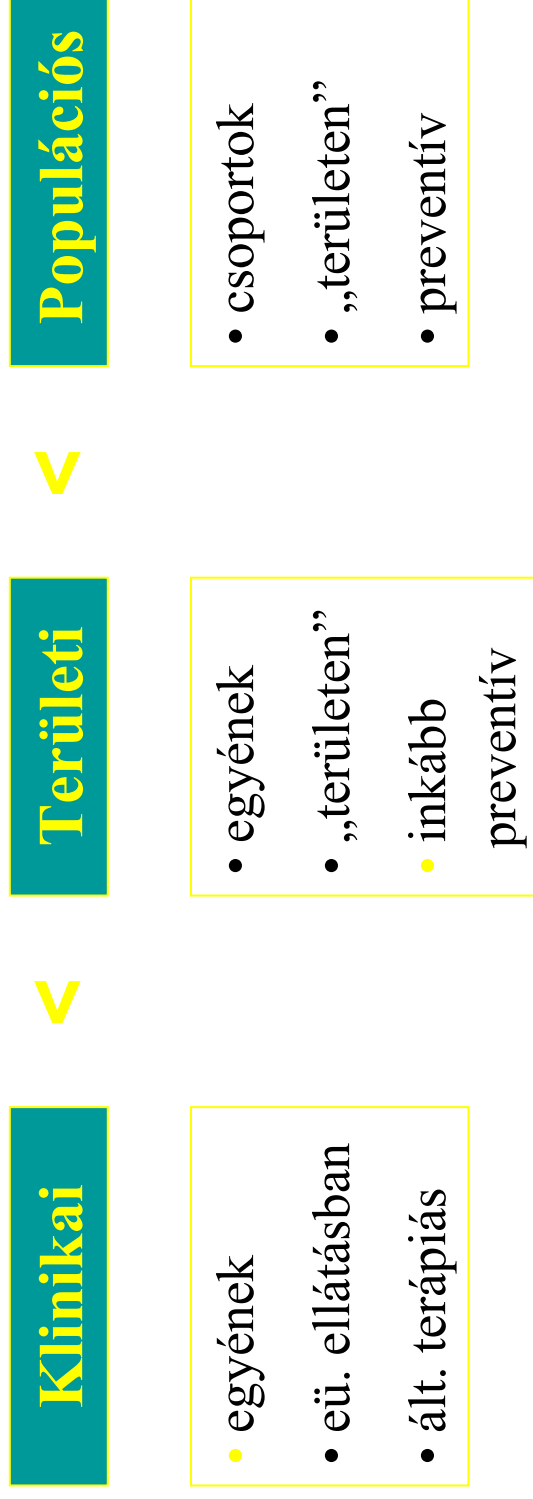 Klinikai < Területi < Populációs
• egyének
• eü. ellátásban
• ált. terápiás
• egyének
• „területen”
• inkább
preventív
• csoportok
• „területen”
• preventív